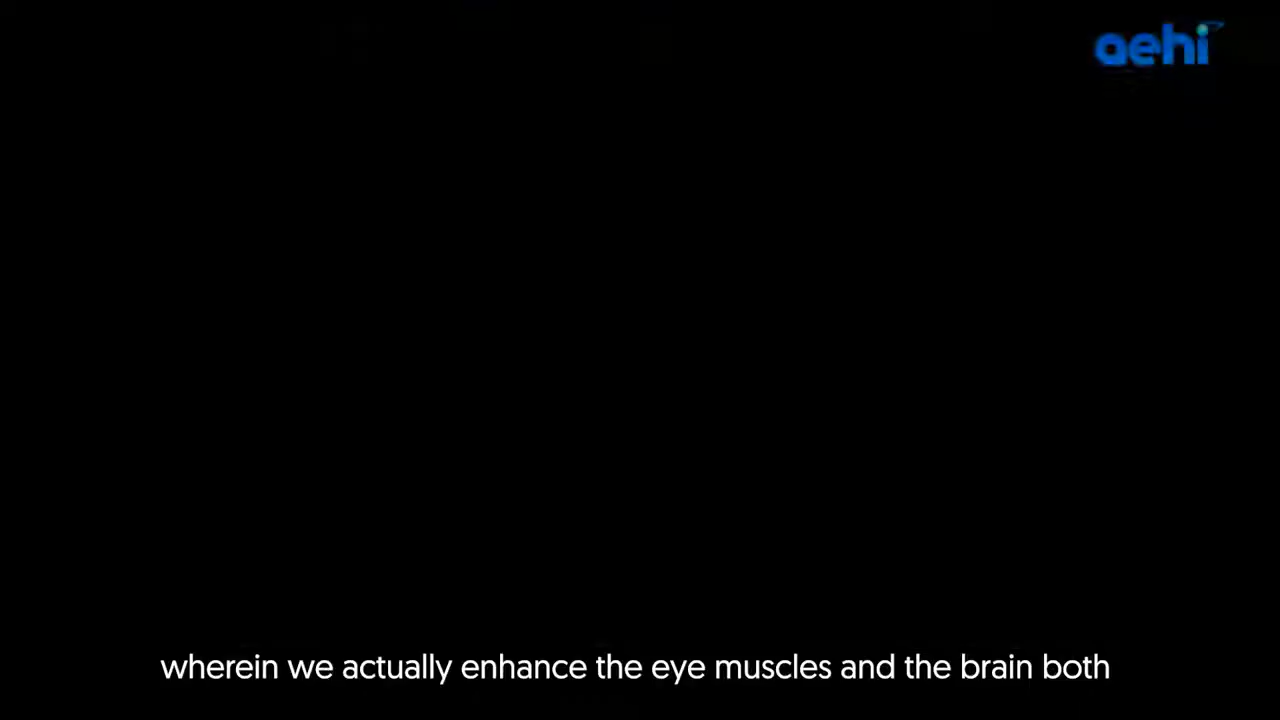 aehi
wherein we actually enhance the eye muscles and the brain both